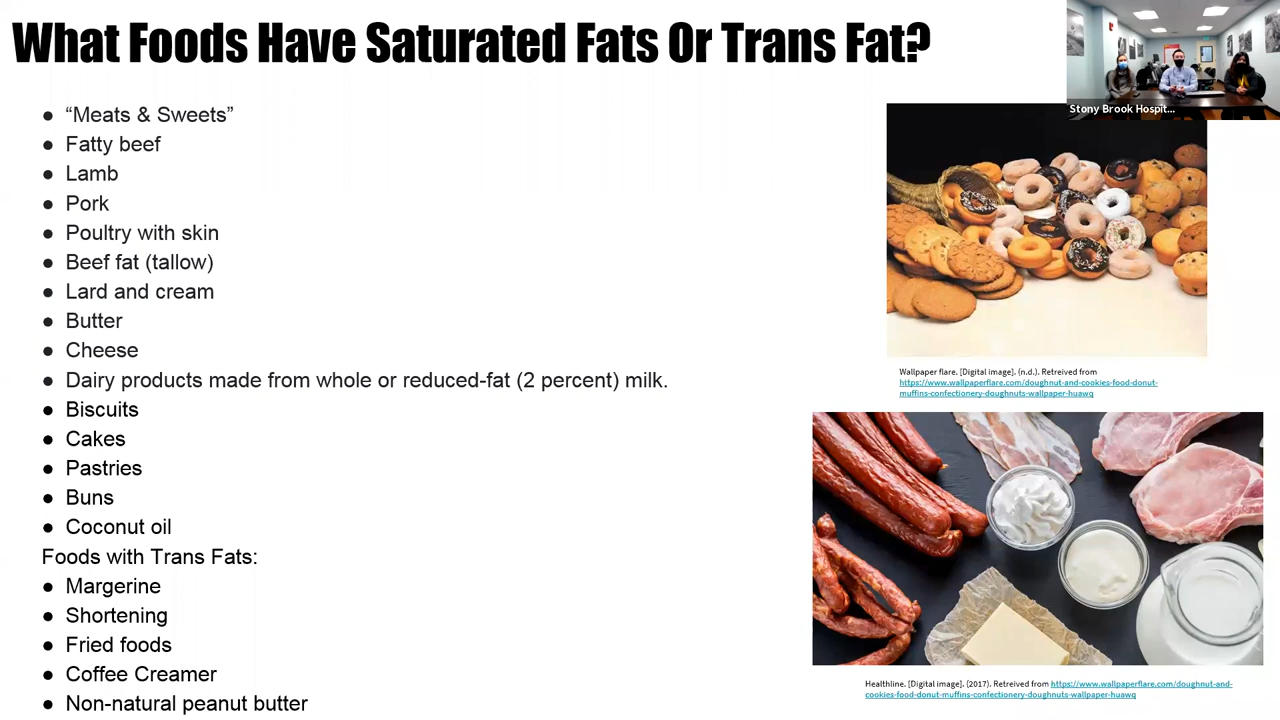 What Foods Have Saturated Fats Or Trans Fat?
Stony Brook Hospit...
● “Meats & Sweets”
● Fatty beef
● Lamb
● Pork
● Poultry with skin
● Beef fat (tallow)
● Lard and cream
● Butter
● Cheese
● Dairy products made from whole or reduced-fat (2 percent) milk.
● Biscuits
● Cakes
● Pastries
● Buns
● Coconut oil
Foods with Trans Fats:
● Margerine
● Shortening
● Fried foods
● Coffee Creamer
● Non-natural peanut butter
Wallpaper flare. [Digital image]. (n.d.). Retreived from
https://www.wallpaperflare.com/doughnut-and-cookies-food-donut-
muffins-confectionery-doughnuts-wallpaper-huawq
Healthline. [Digital image]. (2017). Retreived from https://www.wallpaperflare.com/doughnut-and-
cookies-food-donut-muffins-confectionery-doughnuts-wallpaper-huawq